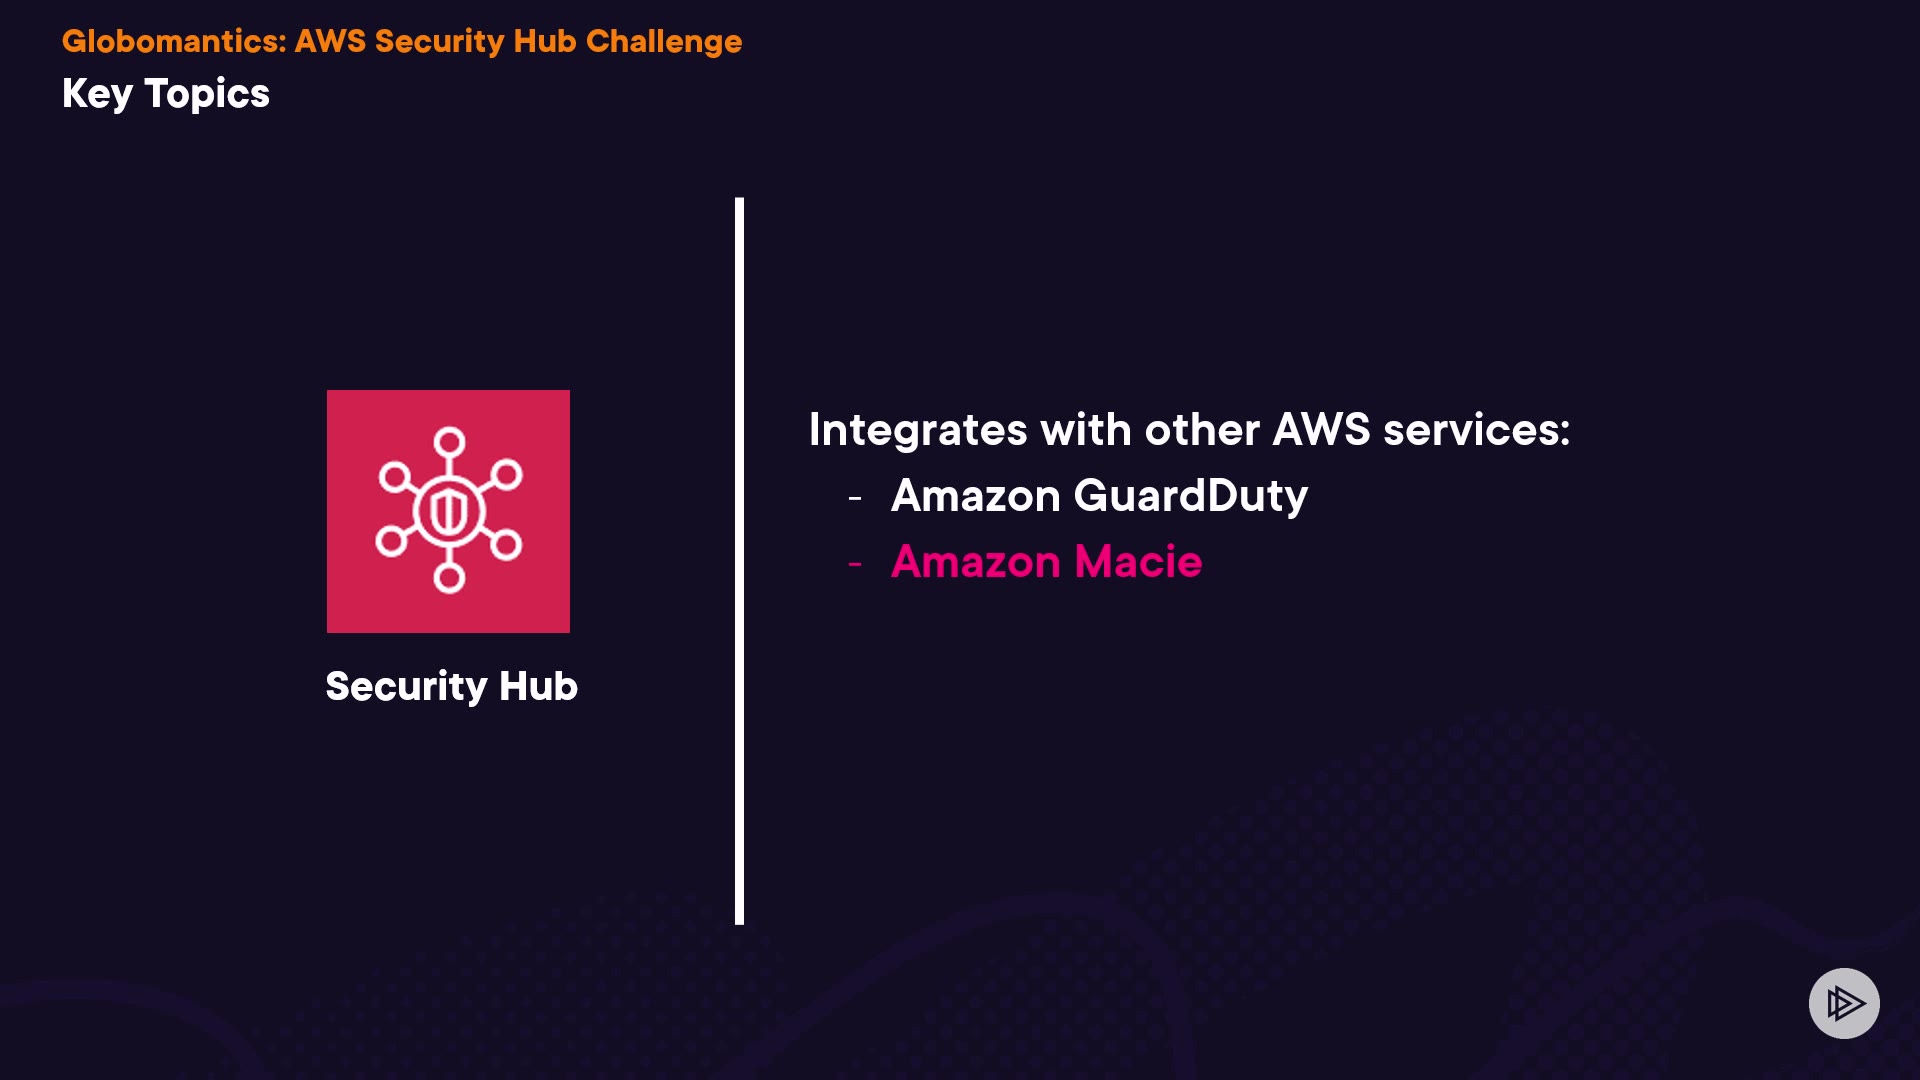 Globomantics: AWS Security Hub Challenge
Key Topics
Security Hub
Integrates with other AWS services:
- Amazon GuardDuty
- Amazon Macie